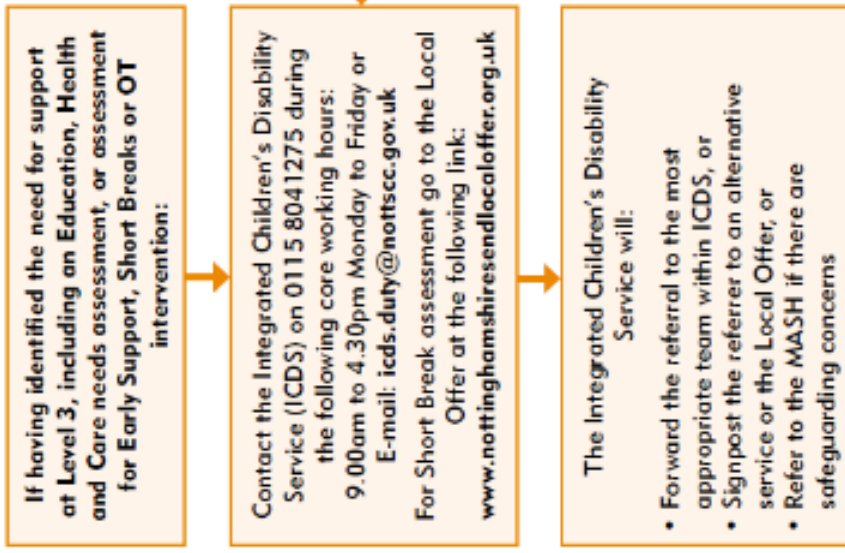 If having identified the need for support
at Level 3, including an Education, Health
and Care needs assessment, or assessment
for Early Support, Short Breaks or OT
intervention:
Contact the Integrated Children's Disability
Service (ICDS) on 0115 8041275 during
the following core working hours:
9.00am to 4.30pm Monday to Friday or
E-mail: icds.duty@nottscc.gov.uk
For Short Break assessment go to the Local
Offer at the following link:
www.nottinghamshiresendlocaloffer.org.uk
The Integrated Children's Disability
Service will:
• Forward the referral to the most
appropriate team within ICDS, or
• Signpost the referrer to an alternative
service or the Local Offer, or
• Refer to the MASH if there are
safeguarding concerns